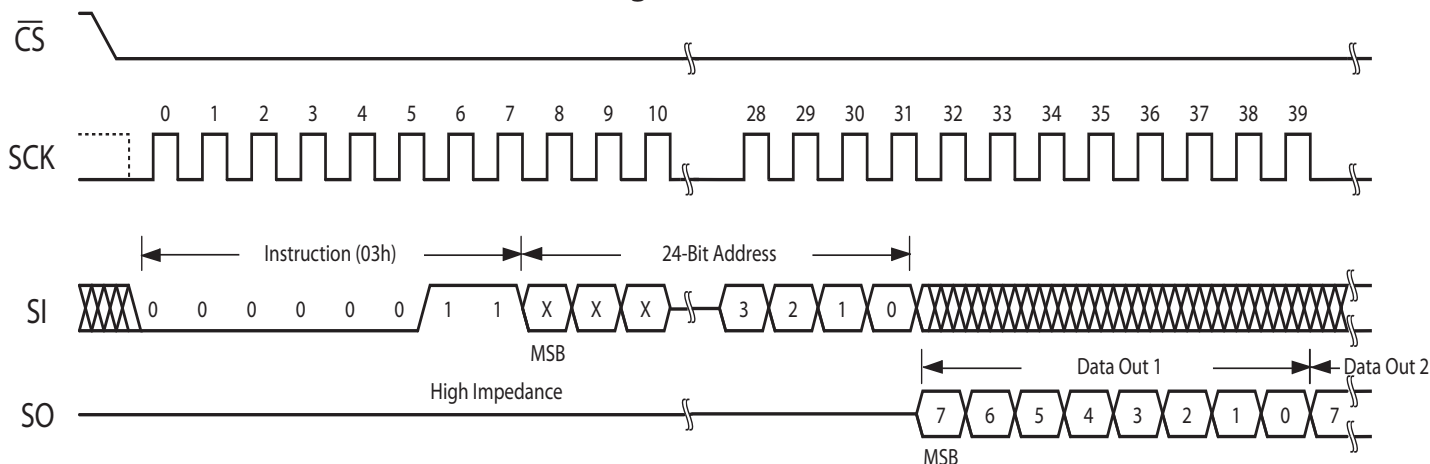 CS
0 1 2 3 4 5 6 7 8 9 10 28 29 30 31 32 33 34 35 36 37 38 39
SCK
Instruction (03h) 24-Bit Address
SI 0 0 0 0 0 0 1 1 X X X 3 2 1 0
MSB
Data Out 1 Data Out 2
High Impedance
SO 7 6 5 4 3 2 1 0 7
MSB